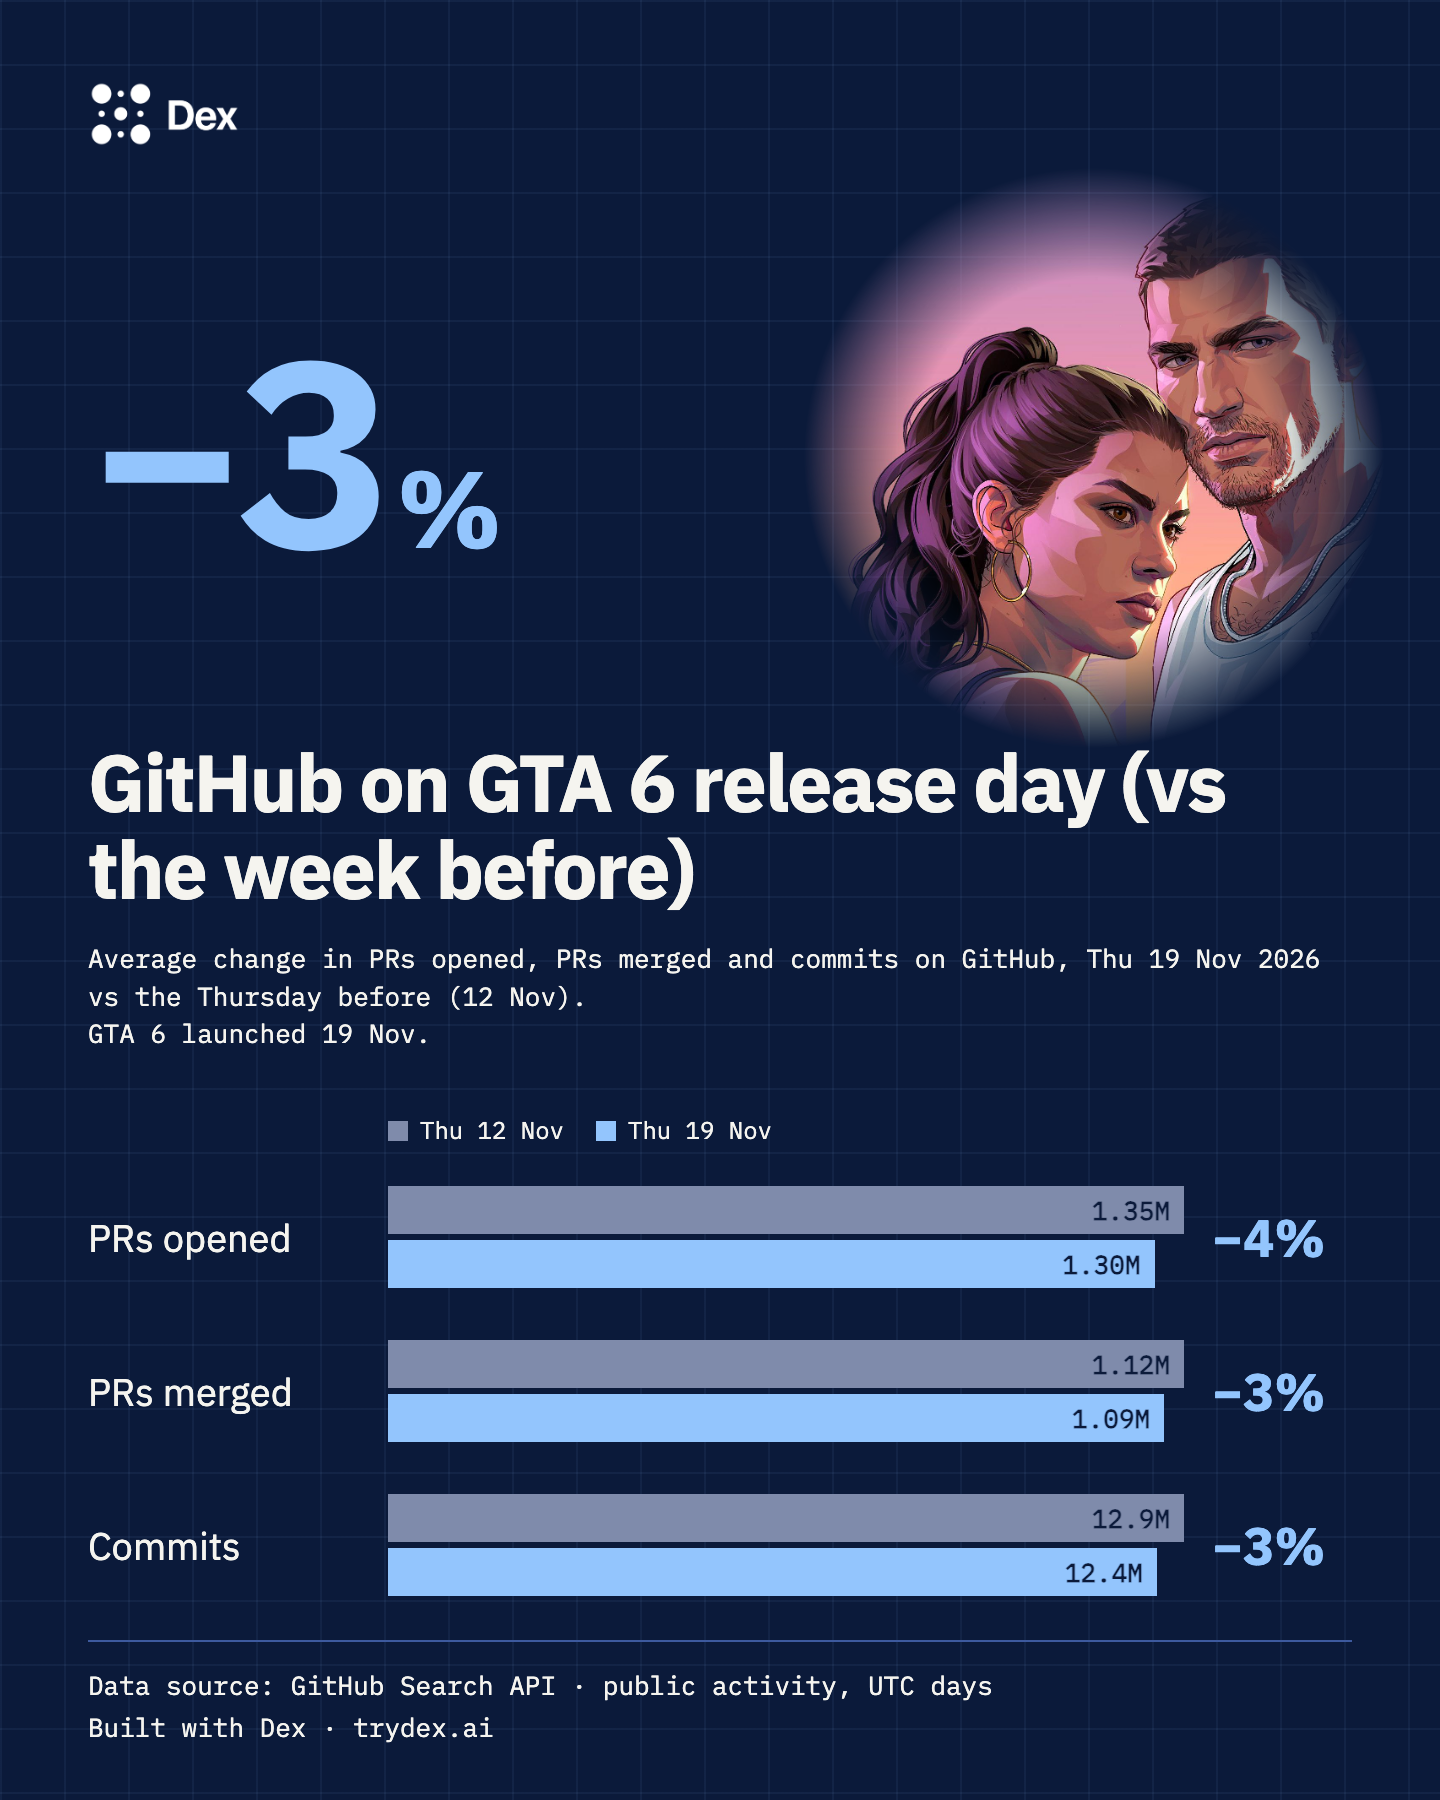 Dex
−3%
GitHub on GTA 6 release day (vs
the week before)
Average change in PRs opened, PRs merged and commits on GitHub, Thu 19 Nov 2026
vs the Thursday before (12 Nov).
GTA 6 launched 19 Nov.
Thu 12 Nov Thu 19 Nov
1.35M
PRs opened −4%
1.30M
1.12M
PRs merged −3%
1.09M
12.9M
Commits −3%
12.4M
Data source: GitHub Search API · public activity, UTC days
Built with Dex · trydex.ai